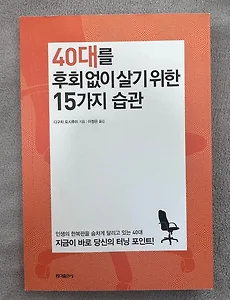 40대를
후회없이 살기 위한
15가지 습관
인생의 한복판을 숨차게 달리고 있는 40대
지금이 바로 당신의 터닝 포인트!